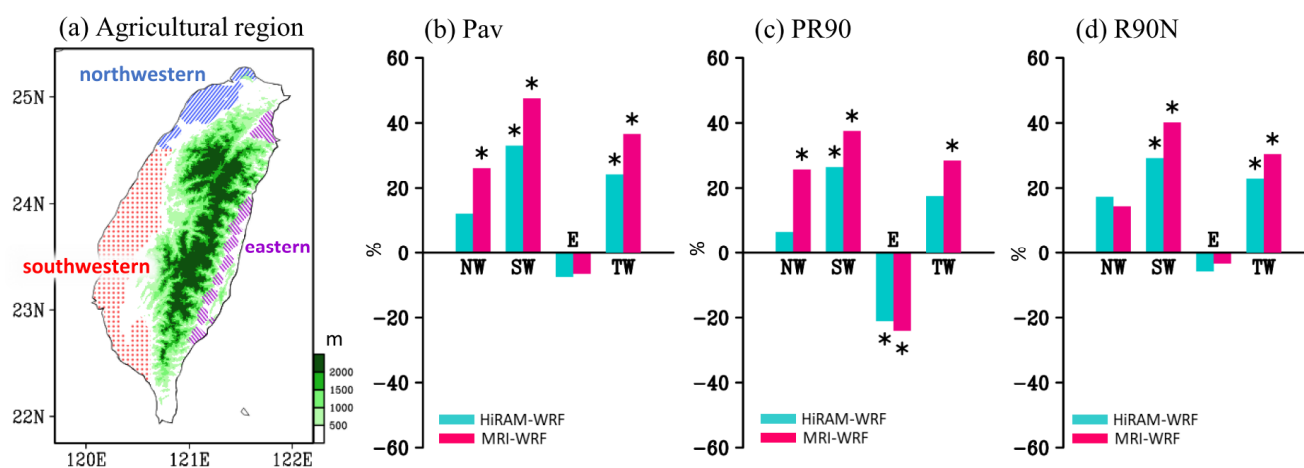 (a) Agricultural region
northwestern
25N
24N
eastern
southwestern
23N
m
2000
1500
1000
500
22N
120E
121E
122E
(b) Pav
60
40
20
%
0
-20
-40
-60
NW
SW
E
TW
*
*
*
*
*
HiRAM-WRF
MRI-WRF
(c) PR90
60
40
20
%
0
-20
-40
-60
NW
SW
E
TW
*
*
*
*
*
*
HiRAM-WRF
MRI-WRF
(d) R90N
60
40
20
%
0
-20
-40
-60
NW
SW
E
TW
*
*
*
*
HiRAM-WRF
MRI-WRF